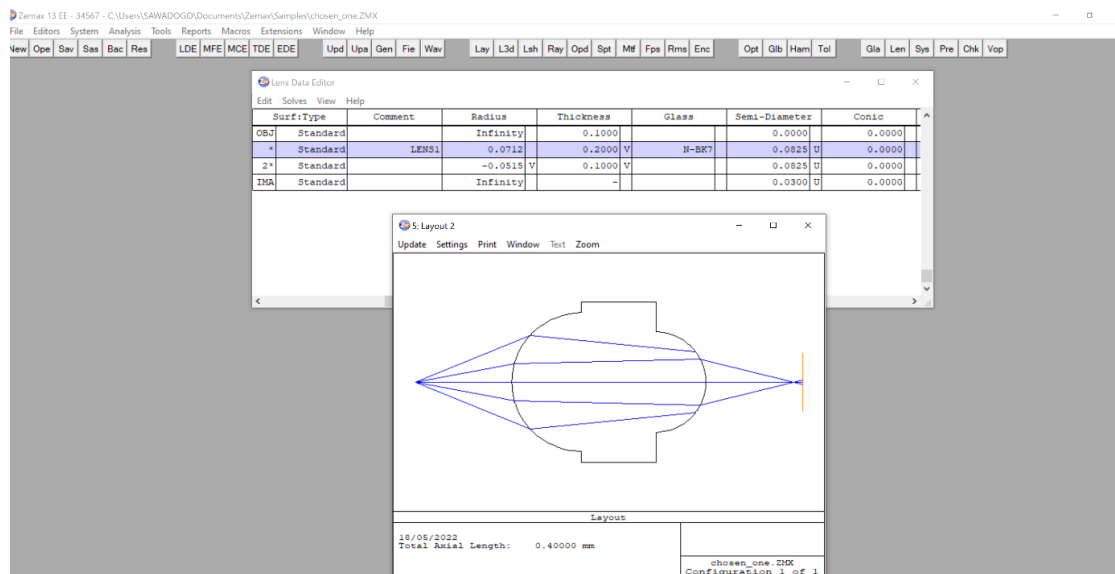 Zemax 13 EE - 34567 - C:\Users\SAWADOGO\Documents\Zemax\Samples\chosen_one.ZMX
File Editors System Analysis Tools Reports Macros Extensions Window Help
New Ope Sav Sas Bac Res LDE MFE MCE TDE EDE Upd Upa Gen Fie Wav Lay L3d Lsh Ray Opd Spt Mtf Fps Rms Enc Opt Glb Ham Tol Gla Len Sys Pre Chk Vop
Lens Data Editor
Edit Solves View Help
Surf:Type Comment Radius Thickness Glass Semi-Diameter Conic
OBJ Standard Infinity 0.1000 0.0000 0.0000
* Standard LENS1 0.0712 0.2000 V N-BK7 0.0825 U 0.0000
2* Standard -0.0515 V 0.1000 V 0.0825 U 0.0000
IMA Standard Infinity - 0.0300 U 0.0000
5: Layout 2
Update Settings Print Window Text Zoom
Layout
18/05/2022
Total Axial Length: 0.40000 mm
chosen_one.ZMX
Configuration 1 of 1